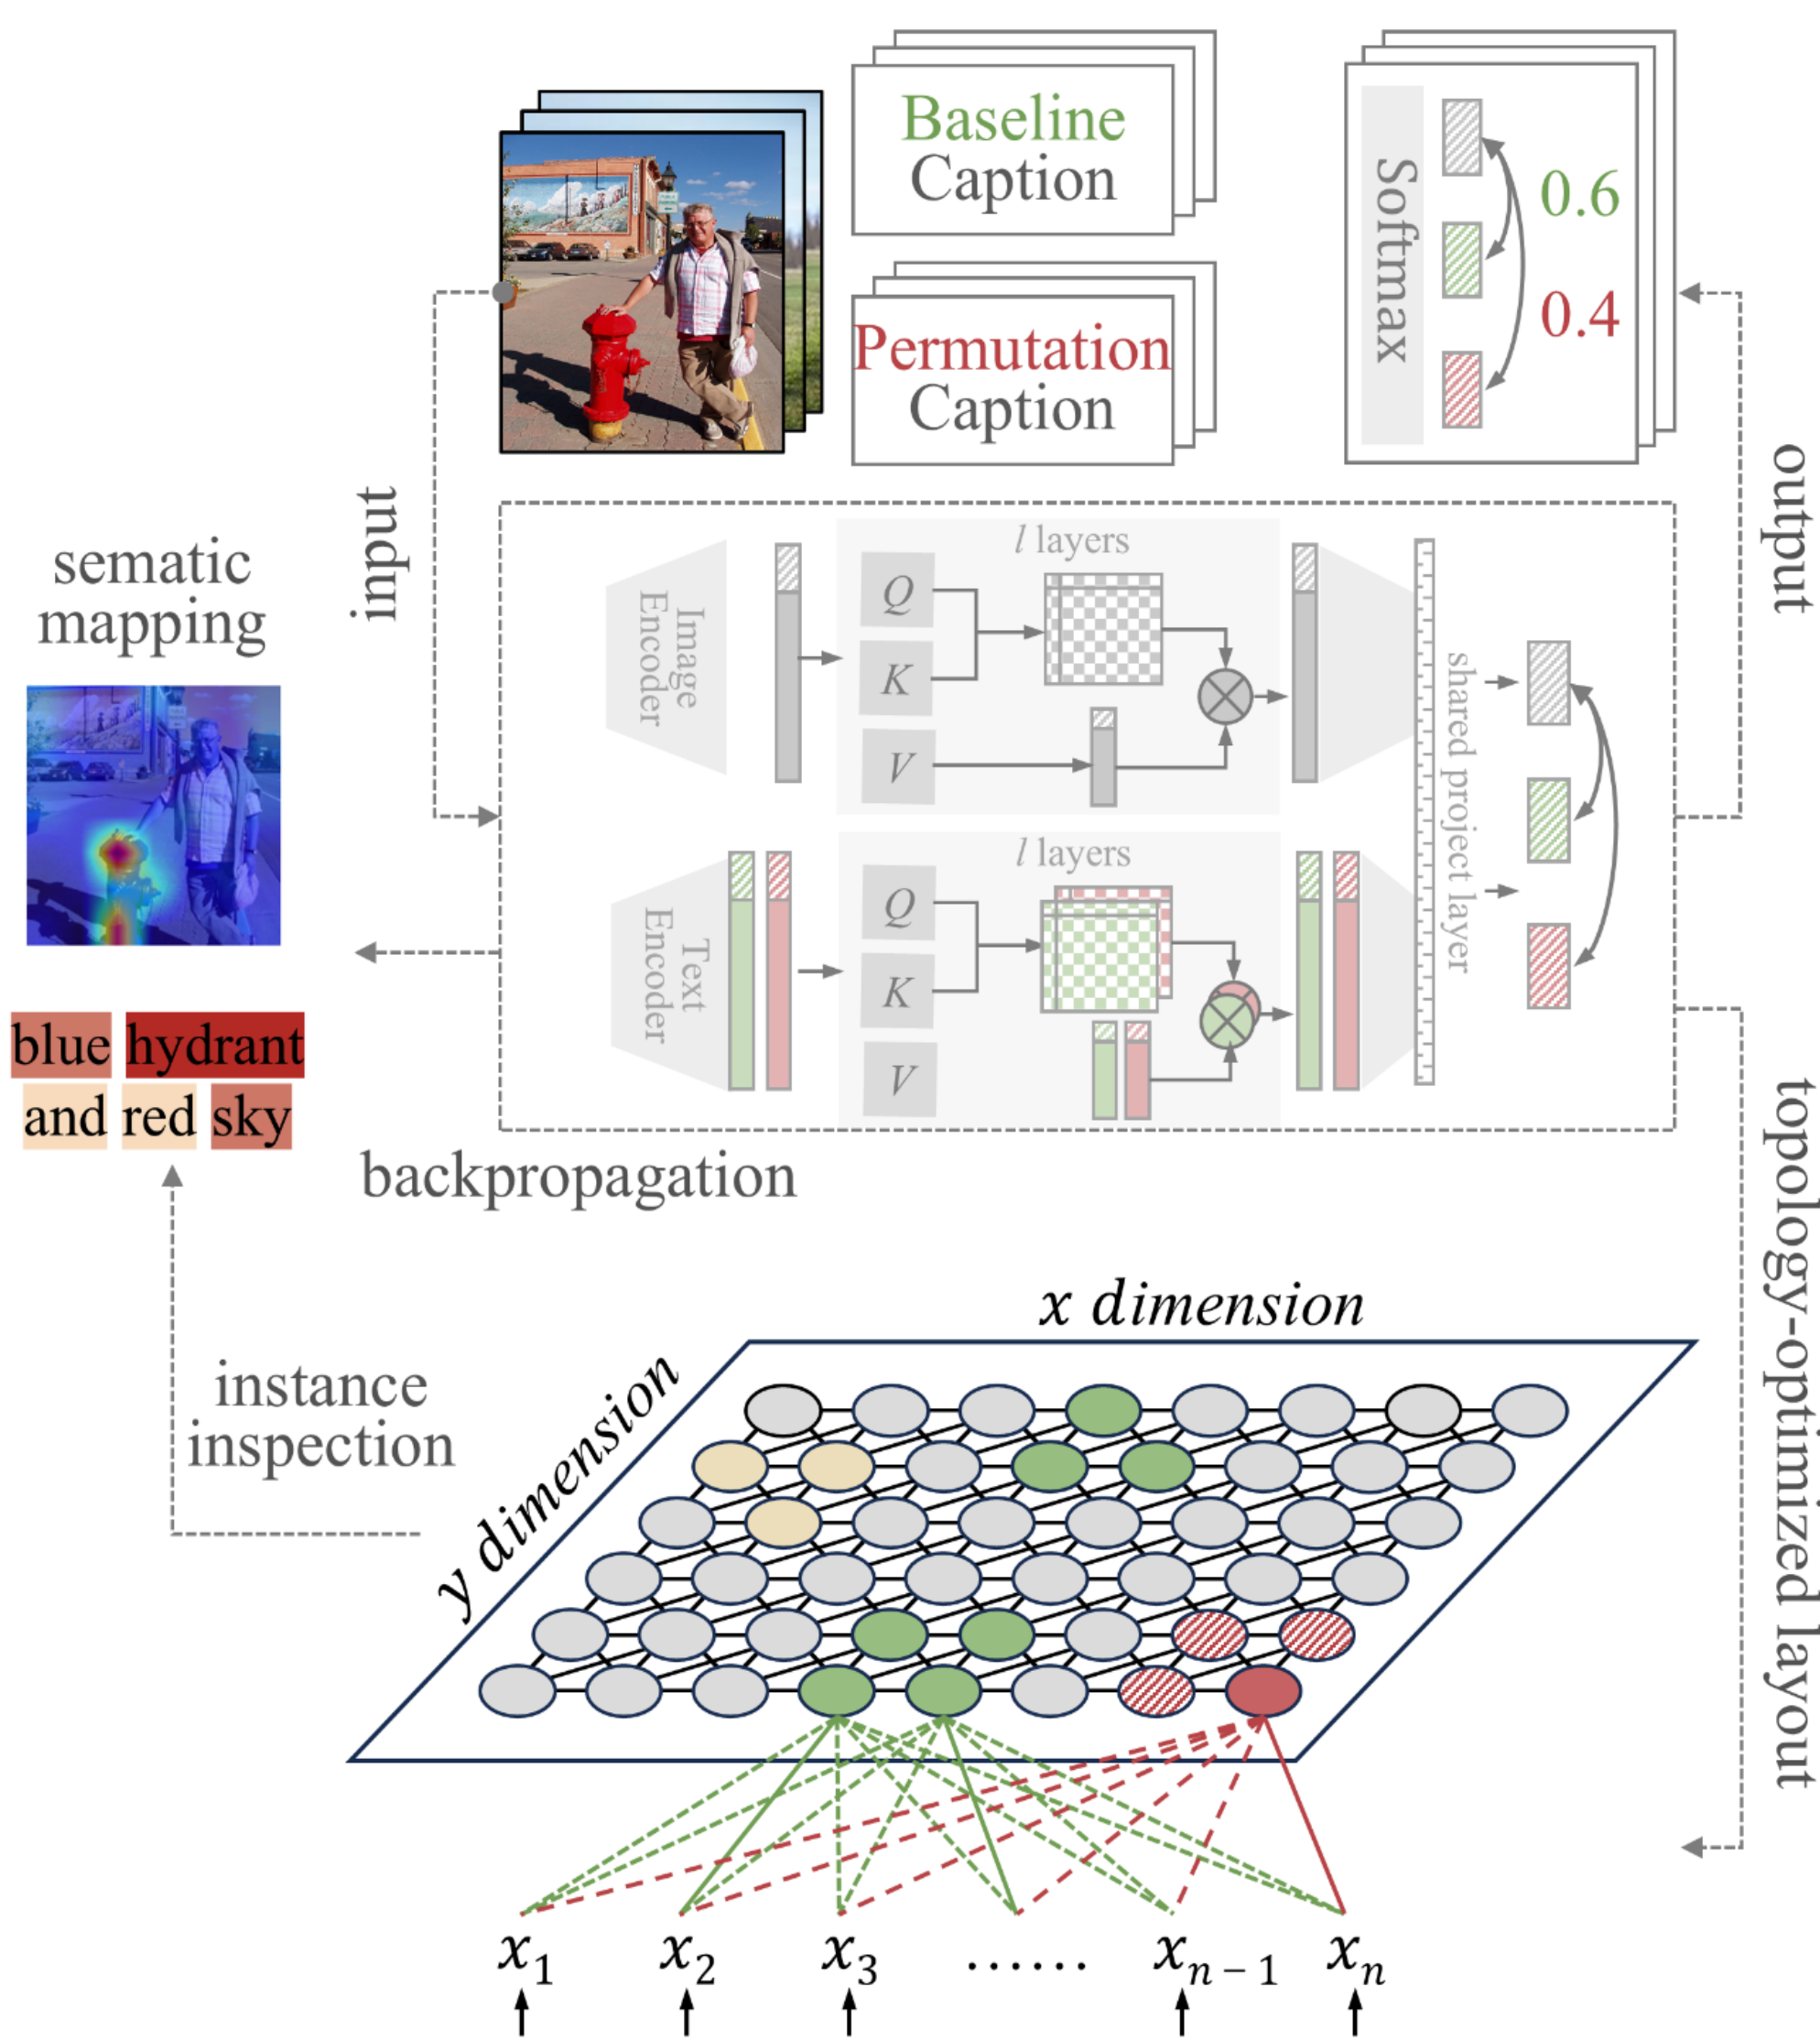 Baseline
Caption
Permutation
Caption
Softmax
0.6
0.4
input
output
sematic
mapping
Image
Encoder
l layers
Q
K
V
shared project layer
Text
Encoder
l layers
Q
K
V
blue hydrant
and red sky
backpropagation
topology-optimized layout
instance
inspection
x dimension
y dimension
x1 x2 x3 ...... xn − 1 xn